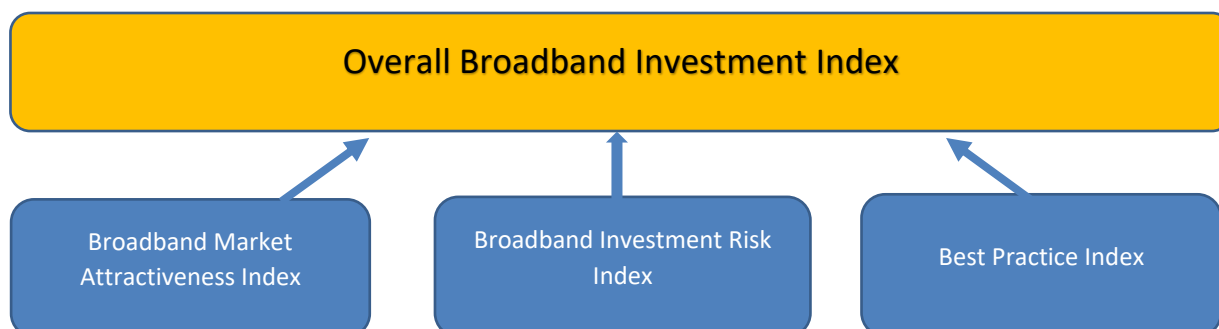 Overall Broadband Investment Index
Broadband Market
Attractiveness Index
Broadband Investment Risk
Index
Best Practice Index